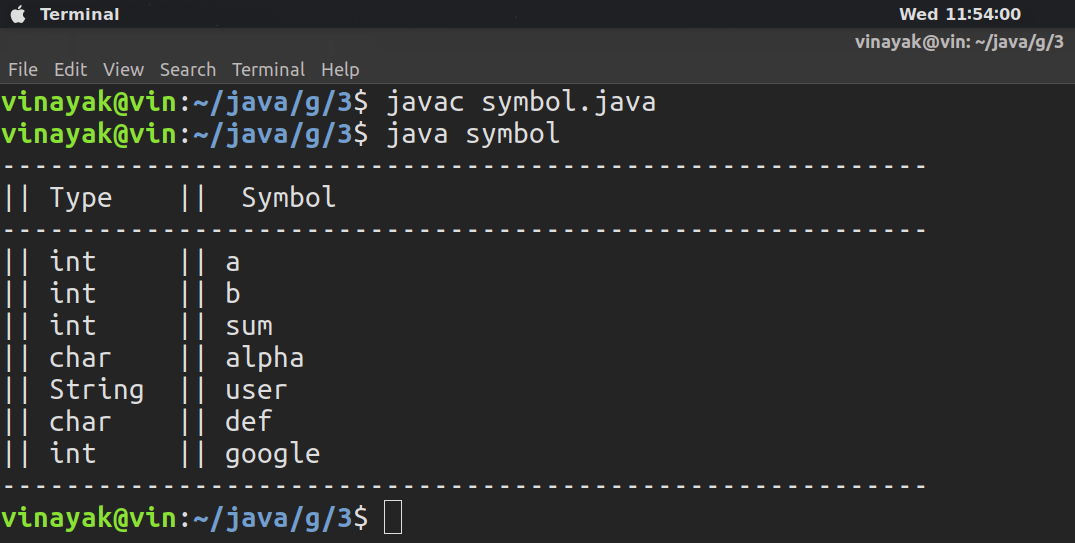 Terminal Wed 11:54:00
vinayak@vin: ~/java/g/3
File Edit View Search Terminal Help
vinayak@vin:~/java/g/3$ javac symbol.java
vinayak@vin:~/java/g/3$ java symbol
----------------------------------------------------------
|| Type    ||  Symbol
----------------------------------------------------------
|| int     || a
|| int     || b
|| int     || sum
|| char    || alpha
|| String  || user
|| char    || def
|| int     || google
----------------------------------------------------------
vinayak@vin:~/java/g/3$